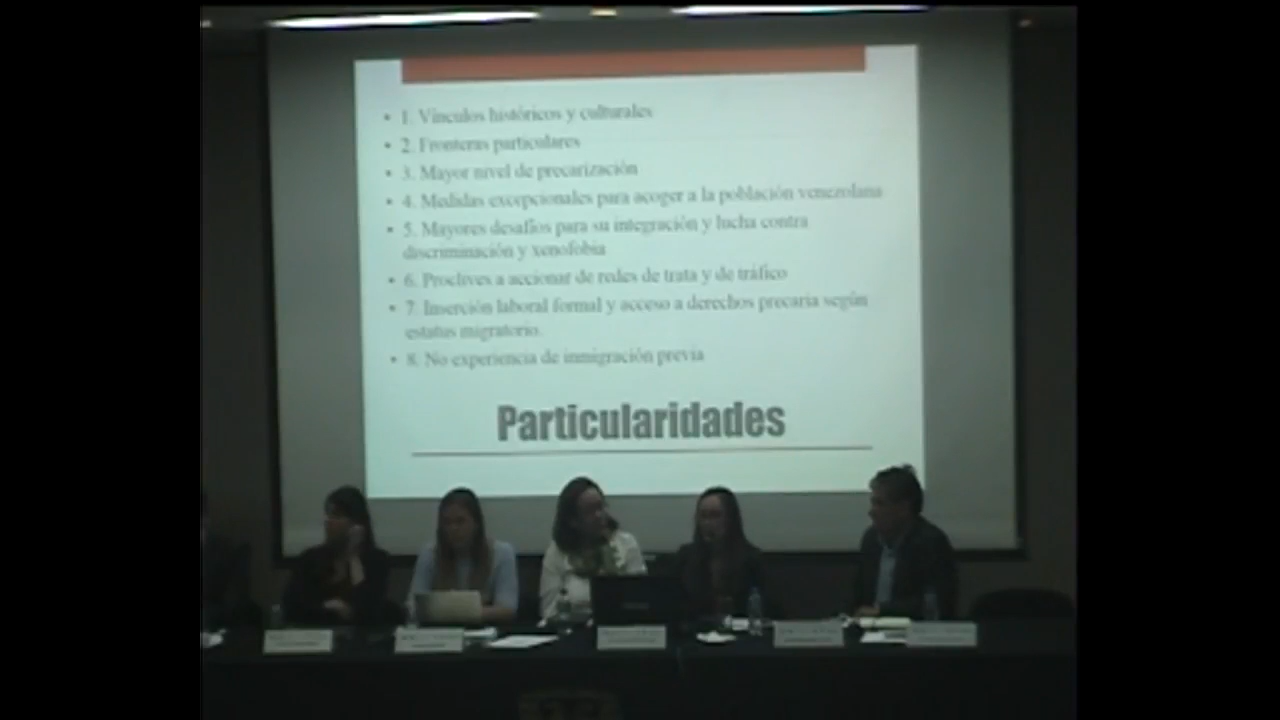 • 1. Vínculos históricos y culturales
• 2. Fronteras particulares
• 3. Mayor nivel de precarización
• 4. Medidas excepcionales para acoger a la población venezolana
• 5. Mayores desafíos para su integración y lucha contra
discriminación y xenofobia
• 6. Proclives a accionar de redes de trata y de tráfico
• 7. Inserción laboral formal y acceso a derechos precaria según
estatus migratorio.
• 8. No experiencia de inmigración previa
Particularidades